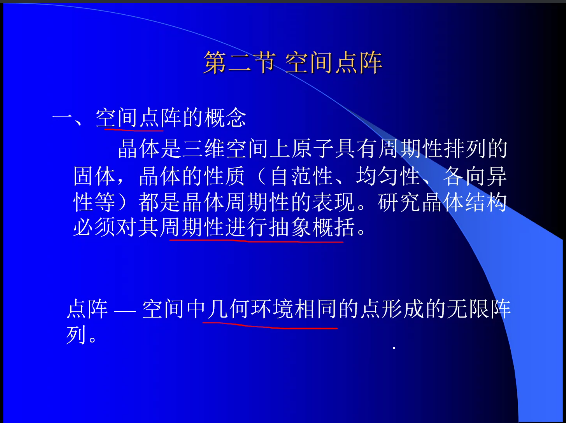 第二节 空间点阵
一、空间点阵的概念
晶体是三维空间上原子具有周期性排列的
固体，晶体的性质（自范性、均匀性、各向异
性等）都是晶体周期性的表现。研究晶体结构
必须对其周期性进行抽象概括。
点阵 — 空间中几何环境相同的点形成的无限阵
列。